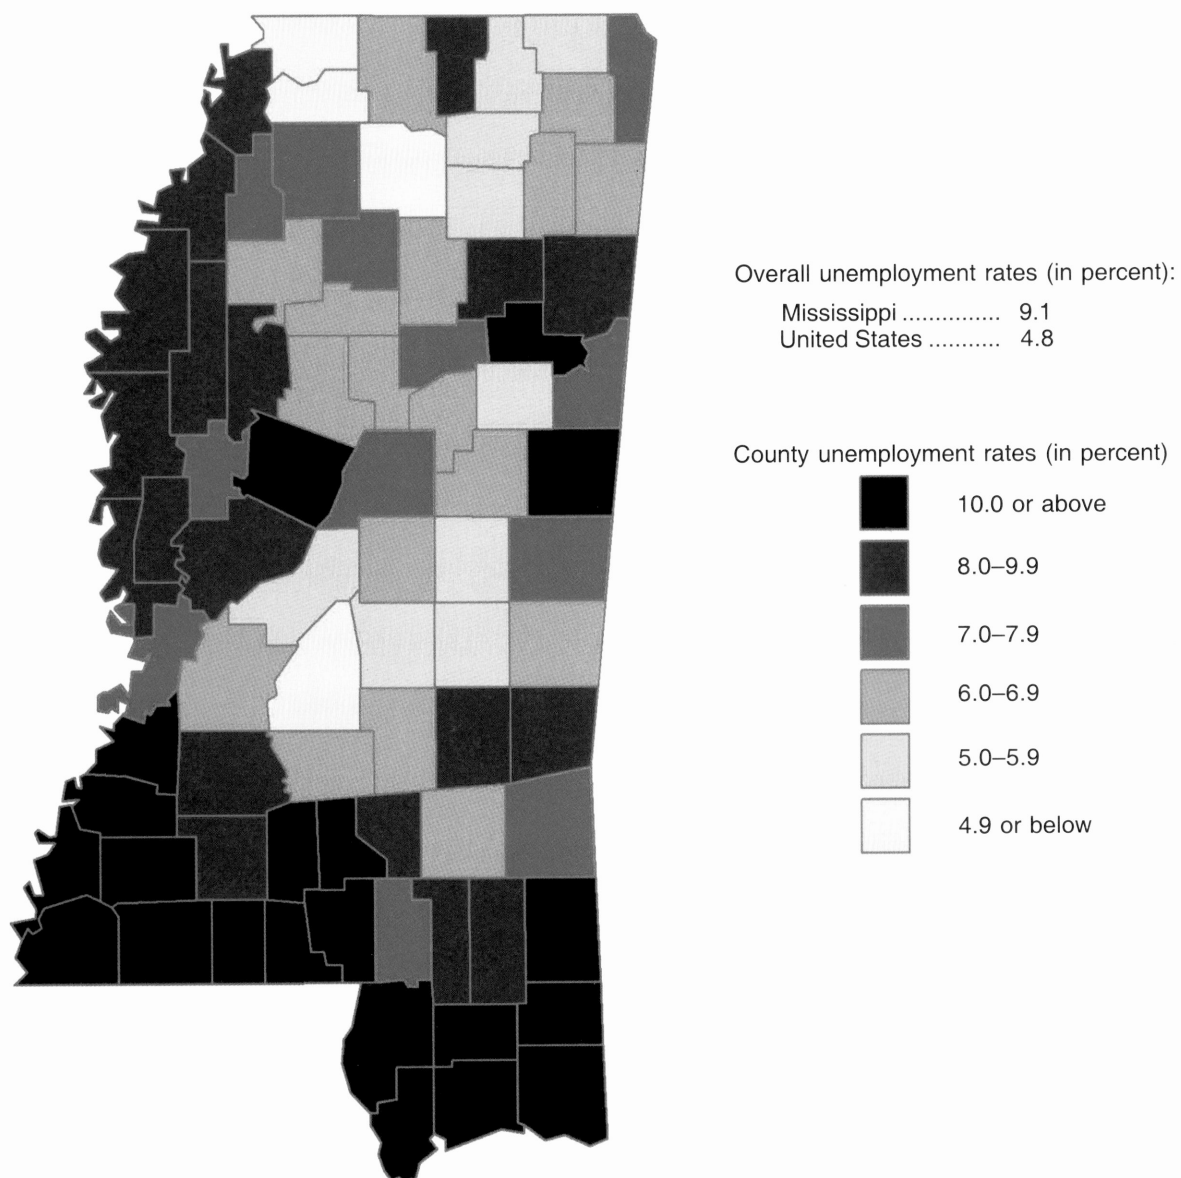 Overall unemployment rates (in percent):
Mississippi ............... 9.1
United States ........... 4.8
County unemployment rates (in percent)
10.0 or above
8.0–9.9
7.0–7.9
6.0–6.9
5.0–5.9
4.9 or below